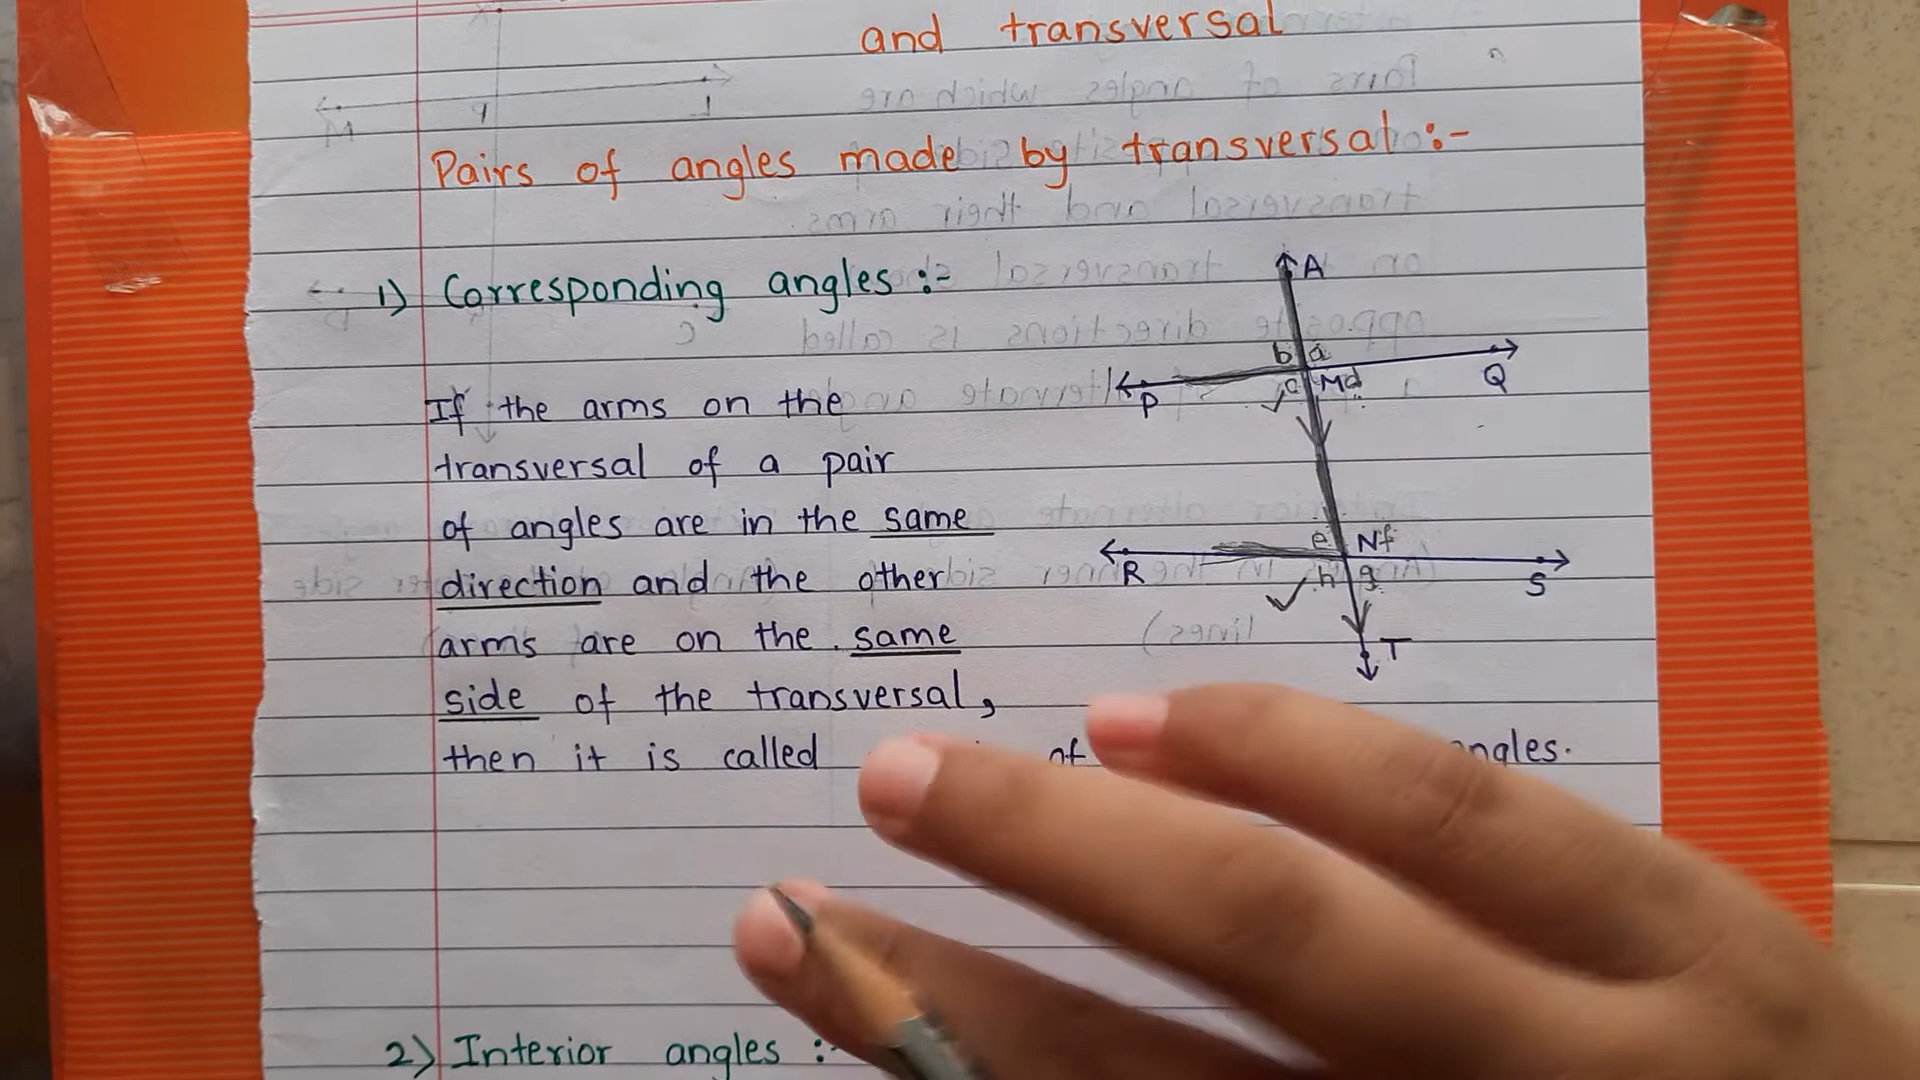 and transversal
Pairs of angles made by transversal :-
1) Corresponding angles :-
A
b a
P c M d Q
If the arms on the
transversal of a pair
of angles are in the same
direction and the other
arms are on the same
side of the transversal,
then it is called of angles.
e N f
R h g S
T
2) Interior angles :-